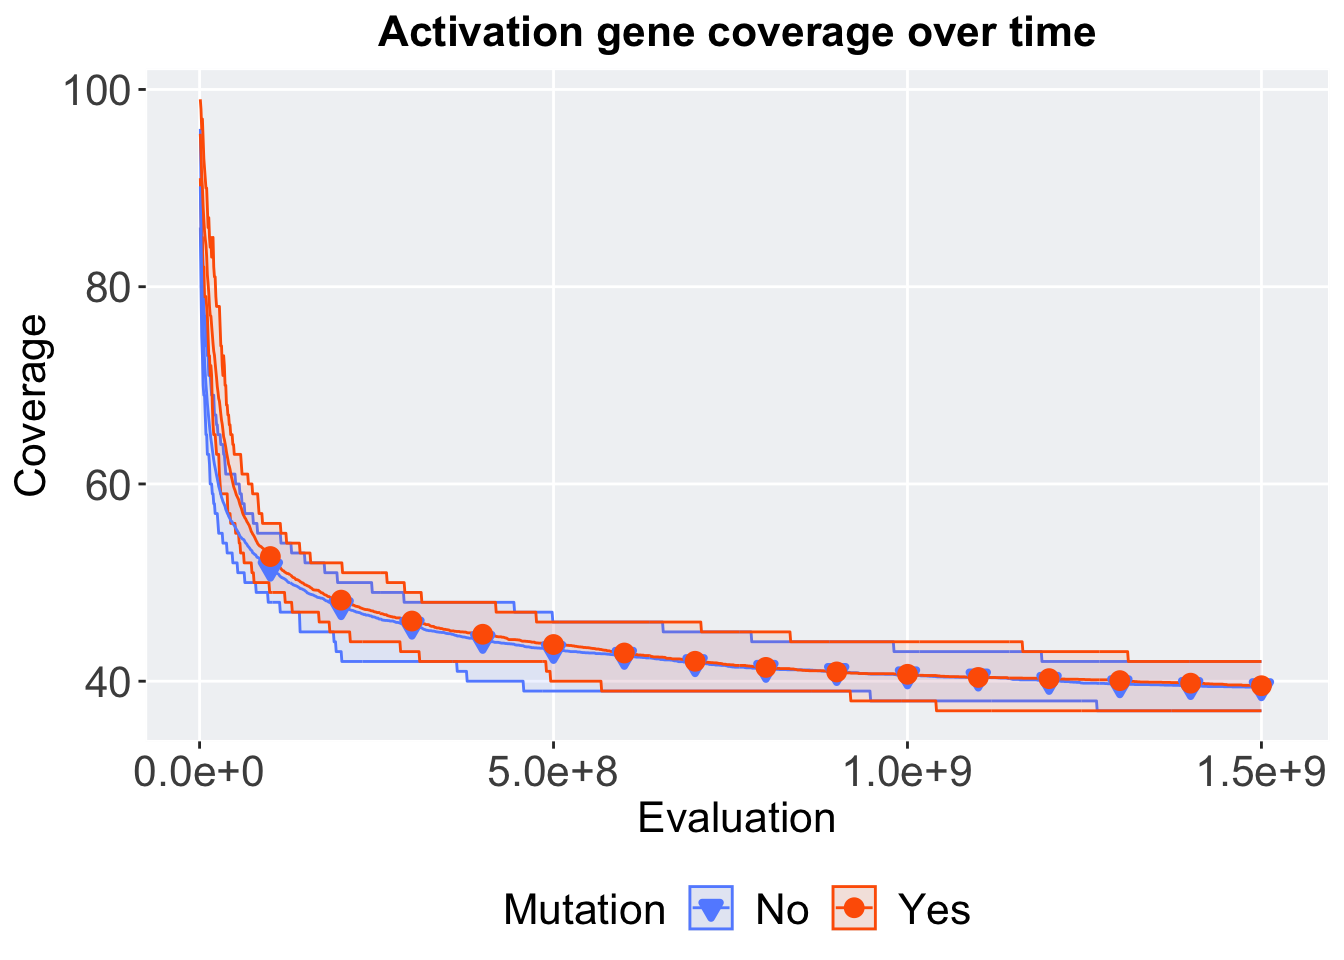 Activation gene coverage over time
100
80
60
40
Coverage
0.0e+0 5.0e+8 1.0e+9 1.5e+9
Evaluation
Mutation No Yes